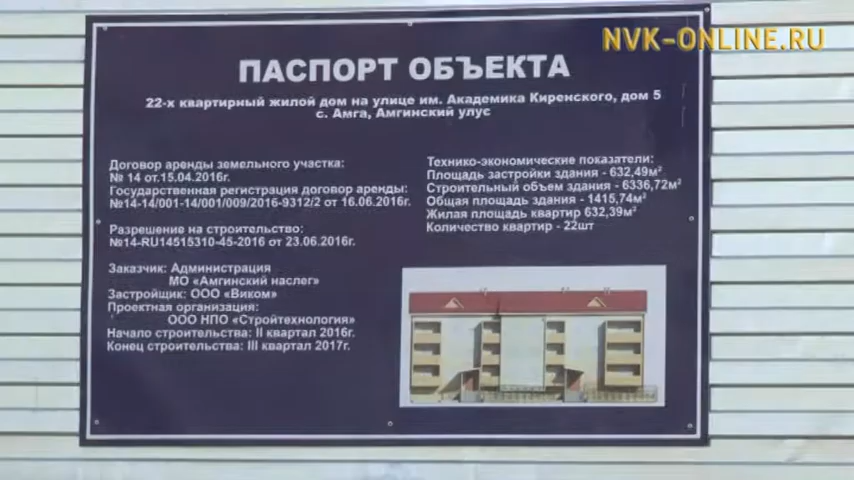 NVK-ONLINE.RU
ПАСПОРТ ОБЪЕКТА
22-х квартирный жилой дом на улице им. Академика Киренского, дом 5
с. Амга, Амгинский улус
Договор аренды земельного участка:
№ 14 от.15.04.2016г.
Государственная регистрация договор аренды:
№14-14/001-14/001/009/2016-9312/2 от 16.06.2016г.
Разрешение на строительство:
№14-RU14515310-45-2016 от 23.06.2016г.
Заказчик: Администрация
МО «Амгинский наслег»
Застройщик: ООО «Виком»
Проектная организация:
ООО НПО «Стройтехнология»
Начало строительства: II квартал 2016г.
Конец строительства: III квартал 2017г.
Технико-экономические показатели:
Площадь застройки здания - 632,49м²
Строительный объем здания - 6336,72м²
Общая площадь здания - 1415,74м²
Жилая площадь квартир 632,39м²
Количество квартир - 22шт